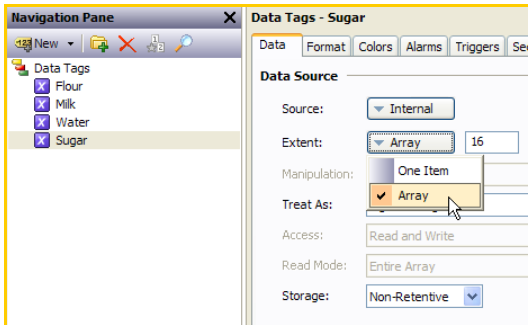 Navigation Pane
New
Data Tags
Flour
Milk
Water
Sugar
Data Tags - Sugar
Data Format Colors Alarms Triggers
Data Source
Source: Internal
Extent: Array 16
One Item
Array
Manipulation:
Treat As:
Access: Read and Write
Read Mode: Entire Array
Storage: Non-Retentive